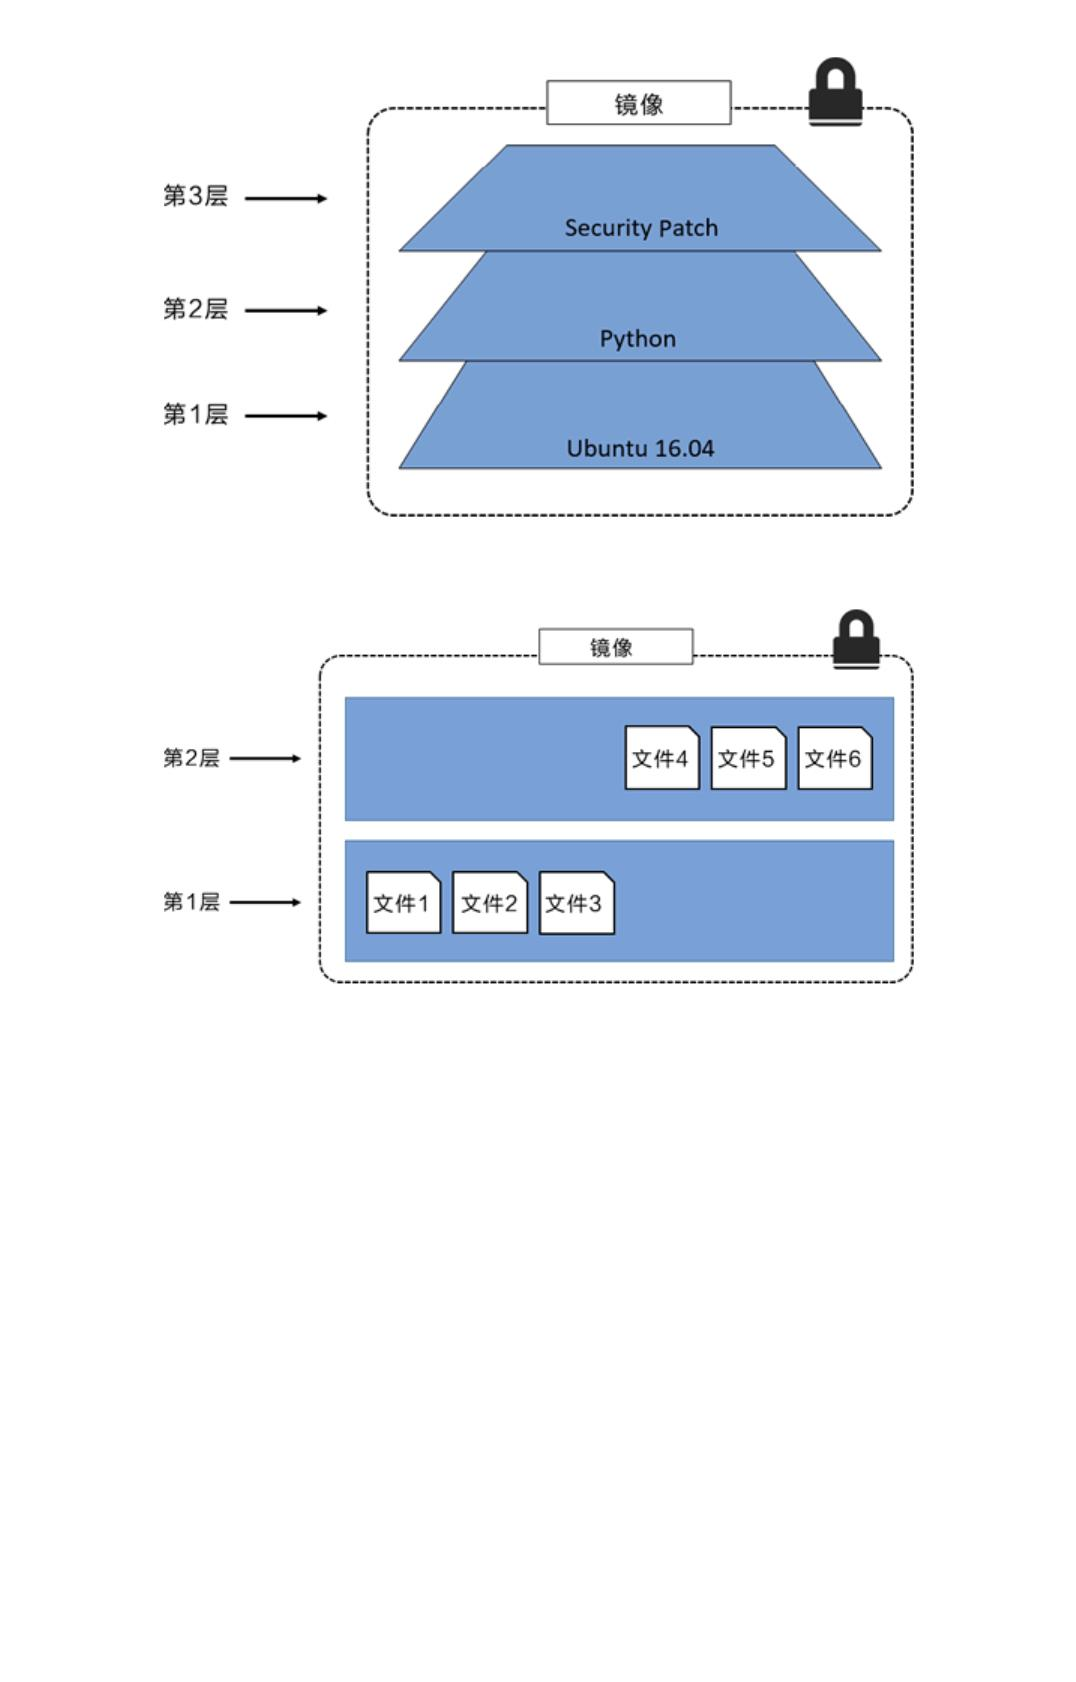 镜像
第3层
Security Patch
第2层
Python
第1层
Ubuntu 16.04
镜像
第2层
文件4 文件5 文件6
第1层
文件1 文件2 文件3